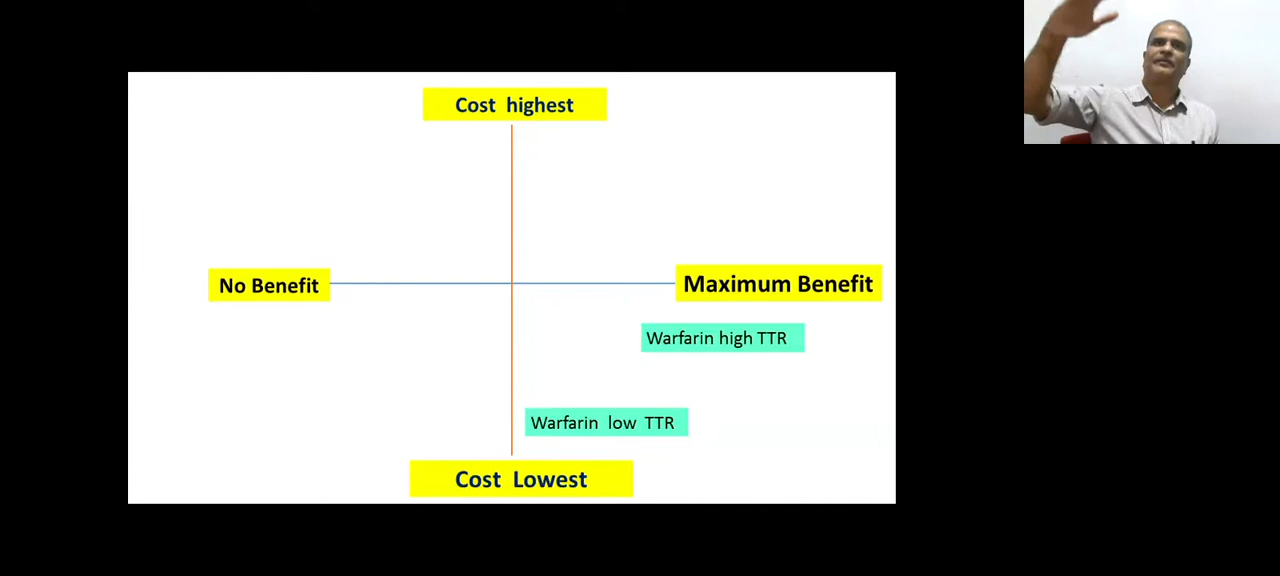 Cost highest
No Benefit
Maximum Benefit
Warfarin high TTR
Warfarin low TTR
Cost Lowest